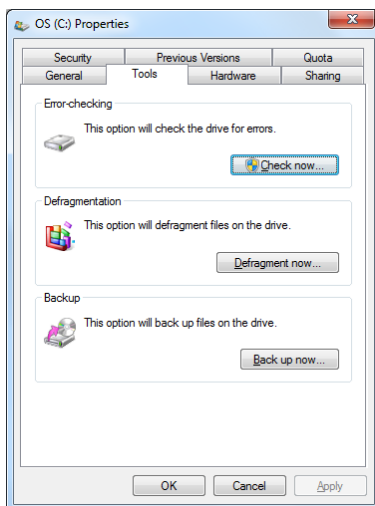 OS (C:) Properties
Security Previous Versions Quota
General Tools Hardware Sharing
Error-checking
This option will check the drive for errors.
Check now...
Defragmentation
This option will defragment files on the drive.
Defragment now...
Backup
This option will back up files on the drive.
Back up now...
OK Cancel Apply